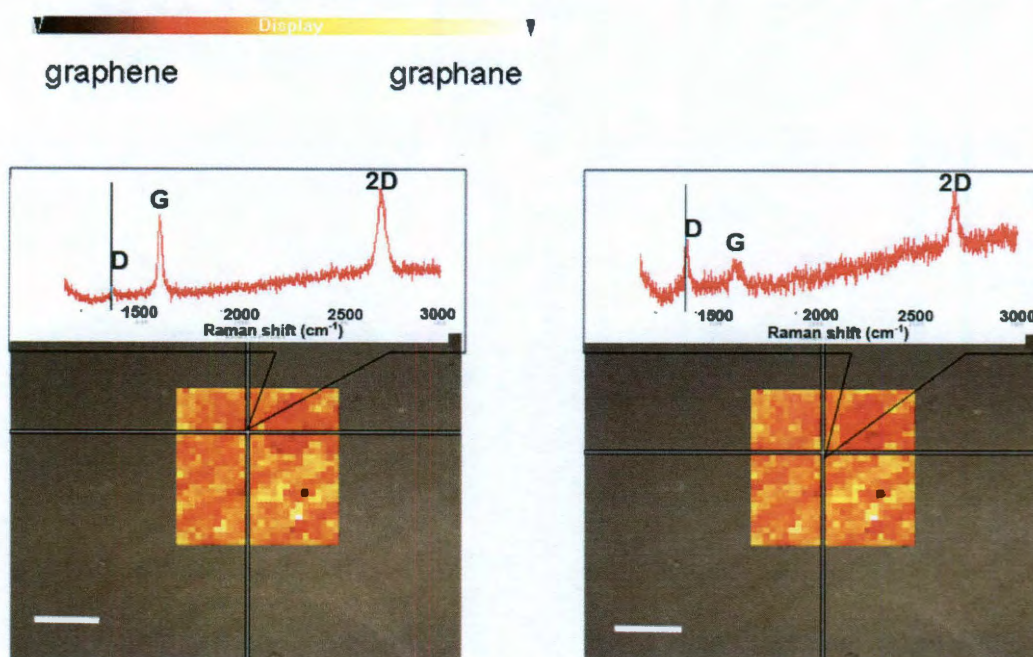 Display
graphene graphane
G
D
2D
1500 2000 2500 3000
Raman shift (cm⁻¹)
D
G
2D
1500 2000 2500 3000
Raman shift (cm⁻¹)